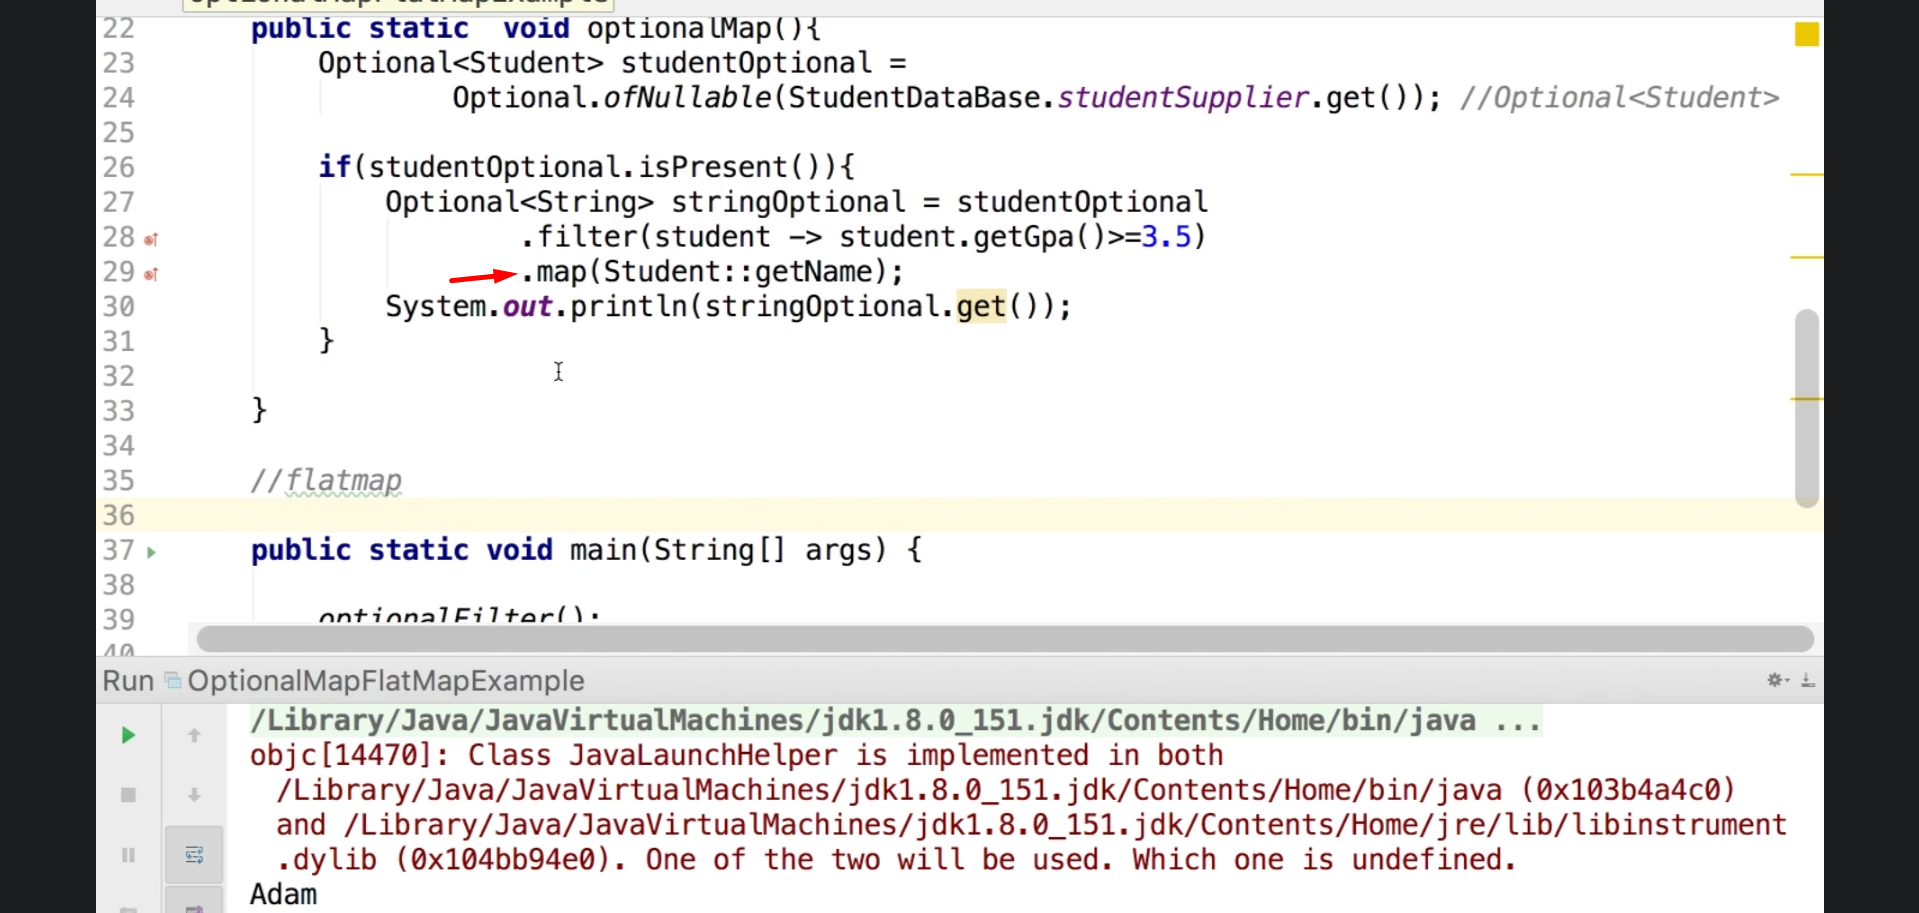 OptionalMapFlatMapExample
22 public static  void optionalMap(){
23 Optional<Student> studentOptional =
24 Optional.ofNullable(StudentDataBase.studentSupplier.get()); //Optional<Student>
25
26 if(studentOptional.isPresent()){
27 Optional<String> stringOptional = studentOptional
28 .filter(student -> student.getGpa()>=3.5)
29 .map(Student::getName);
30 System.out.println(stringOptional.get());
31 }
32
33 }
34
35 //flatmap
36
37 public static void main(String[] args) {
38
39 optionalFilter();
40
Run OptionalMapFlatMapExample
/Library/Java/JavaVirtualMachines/jdk1.8.0_151.jdk/Contents/Home/bin/java ...
objc[14470]: Class JavaLaunchHelper is implemented in both
/Library/Java/JavaVirtualMachines/jdk1.8.0_151.jdk/Contents/Home/bin/java (0x103b4a4c0)
and /Library/Java/JavaVirtualMachines/jdk1.8.0_151.jdk/Contents/Home/jre/lib/libinstrument
.dylib (0x104bb94e0). One of the two will be used. Which one is undefined.
Adam